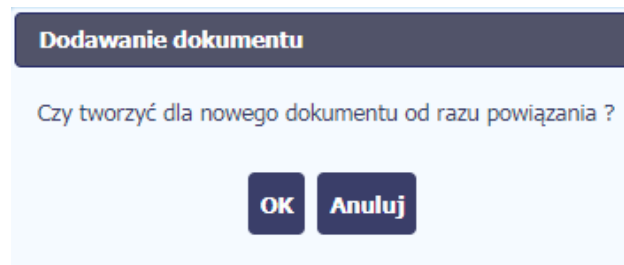 Dodawanie dokumentu
Czy tworzyć dla nowego dokumentu od razu powiązania ?
OK Anuluj